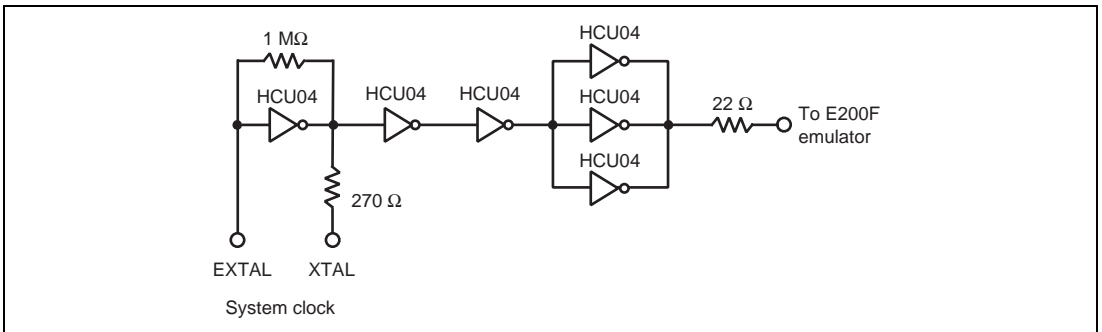 1 MΩ
HCU04
HCU04
HCU04
HCU04
HCU04
HCU04
22 Ω
To E200F
emulator
270 Ω
EXTAL
XTAL
System clock